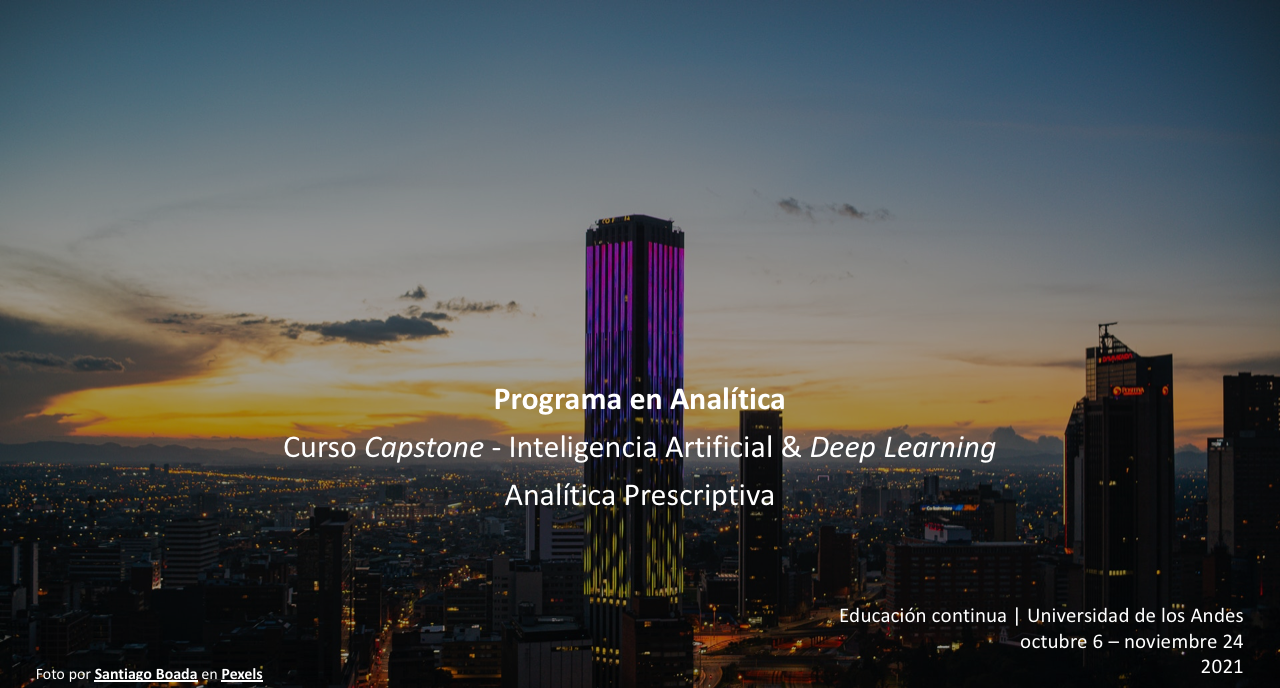 Programa en Analítica
Curso Capstone - Inteligencia Artificial & Deep Learning
Analítica Prescriptiva
Educación continua | Universidad de los Andes
octubre 6 – noviembre 24
2021
Foto por Santiago Boada en Pexels